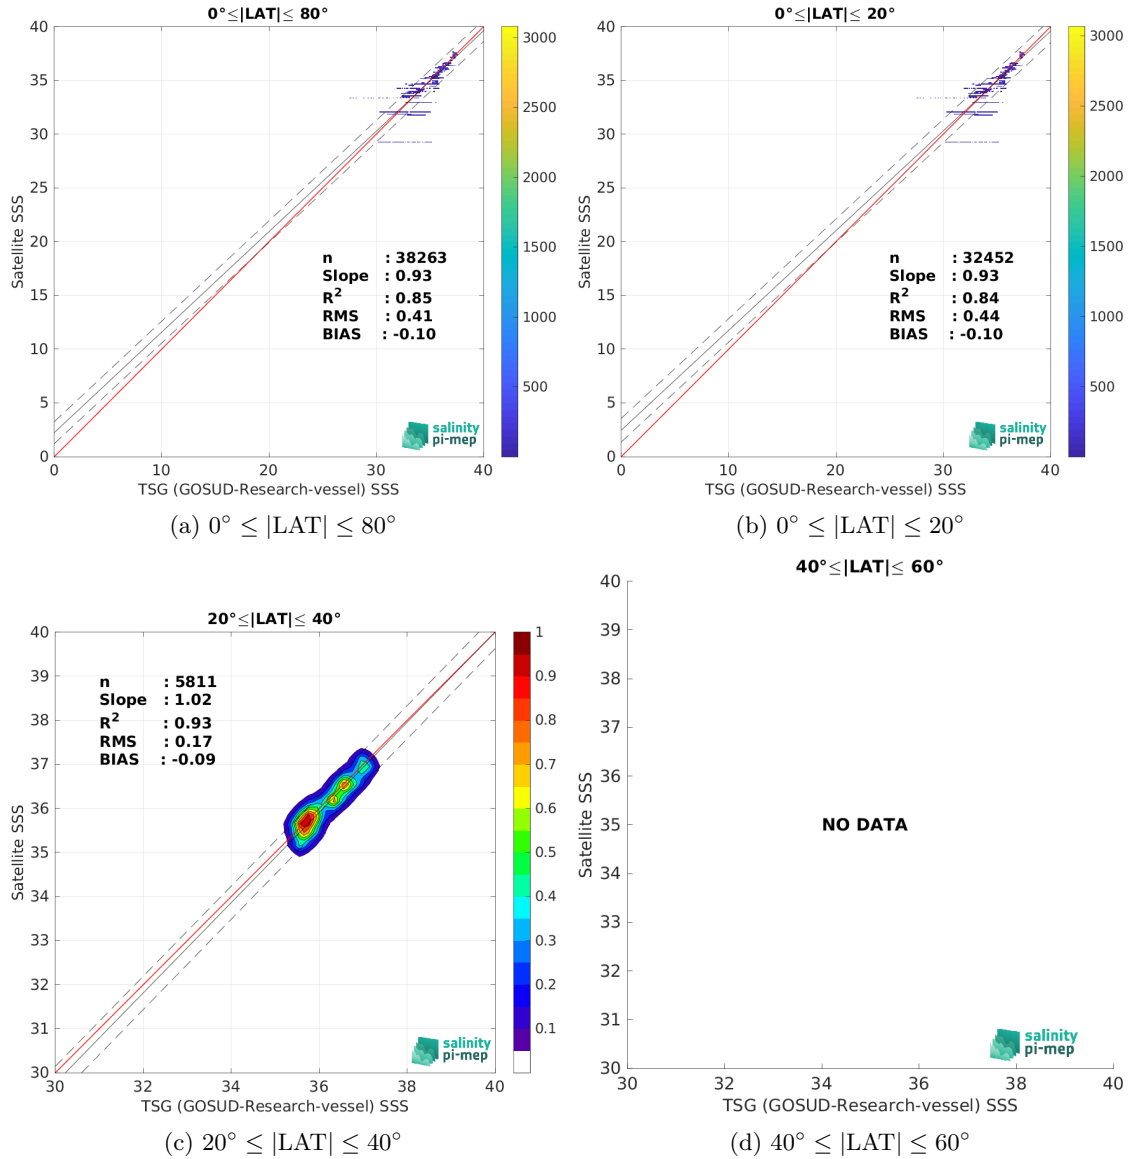 0°≤|LAT|≤ 80°
40
35
30
25
20
15
10
5
0
Satellite SSS
0
10
20
30
40
TSG (GOSUD-Research-vessel) SSS
n : 38263
Slope : 0.93
R² : 0.85
RMS : 0.41
BIAS : -0.10
salinity
pi-mep
3000
2500
2000
1500
1000
500
(a) 0° ≤ |LAT| ≤ 80°
0°≤|LAT|≤ 20°
40
35
30
25
20
15
10
5
0
Satellite SSS
0
10
20
30
40
TSG (GOSUD-Research-vessel) SSS
n : 32452
Slope : 0.93
R² : 0.84
RMS : 0.44
BIAS : -0.10
salinity
pi-mep
3000
2500
2000
1500
1000
500
(b) 0° ≤ |LAT| ≤ 20°
20°≤|LAT|≤ 40°
40
39
38
37
36
35
34
33
32
31
30
Satellite SSS
30
32
34
36
38
40
TSG (GOSUD-Research-vessel) SSS
n : 5811
Slope : 1.02
R² : 0.93
RMS : 0.17
BIAS : -0.09
salinity
pi-mep
1
0.9
0.8
0.7
0.6
0.5
0.4
0.3
0.2
0.1
(c) 20° ≤ |LAT| ≤ 40°
40°≤|LAT|≤ 60°
40
39
38
37
36
35
34
33
32
31
30
Satellite SSS
NO DATA
30
32
34
36
38
40
TSG (GOSUD-Research-vessel) SSS
salinity
pi-mep
(d) 40° ≤ |LAT| ≤ 60°